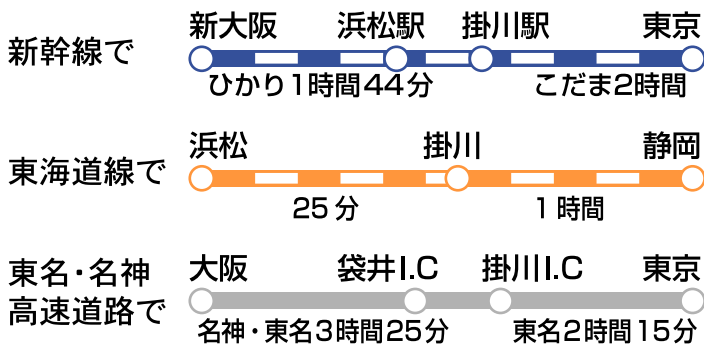 新幹線で
新大阪 浜松駅 掛川駅 東京
ひかり1時間44分 こだま2時間
東海道線で
浜松 掛川 静岡
25分 1時間
東名・名神
高速道路で
大阪 袋井I.C 掛川I.C 東京
名神・東名3時間25分 東名2時間15分